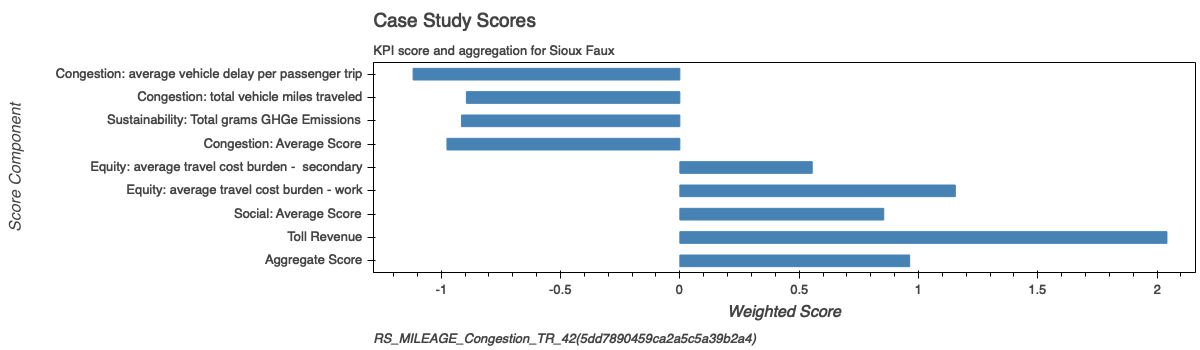 Case Study Scores
KPI score and aggregation for Sioux Faux
Score Component
Congestion: average vehicle delay per passenger trip
Congestion: total vehicle miles traveled
Sustainability: Total grams GHGe Emissions
Congestion: Average Score
Equity: average travel cost burden -  secondary
Equity: average travel cost burden - work
Social: Average Score
Toll Revenue
Aggregate Score
-1 -0.5 0 0.5 1 1.5 2
Weighted Score
RS_MILEAGE_Congestion_TR_42(5dd7890459ca2a5c5a39b2a4)